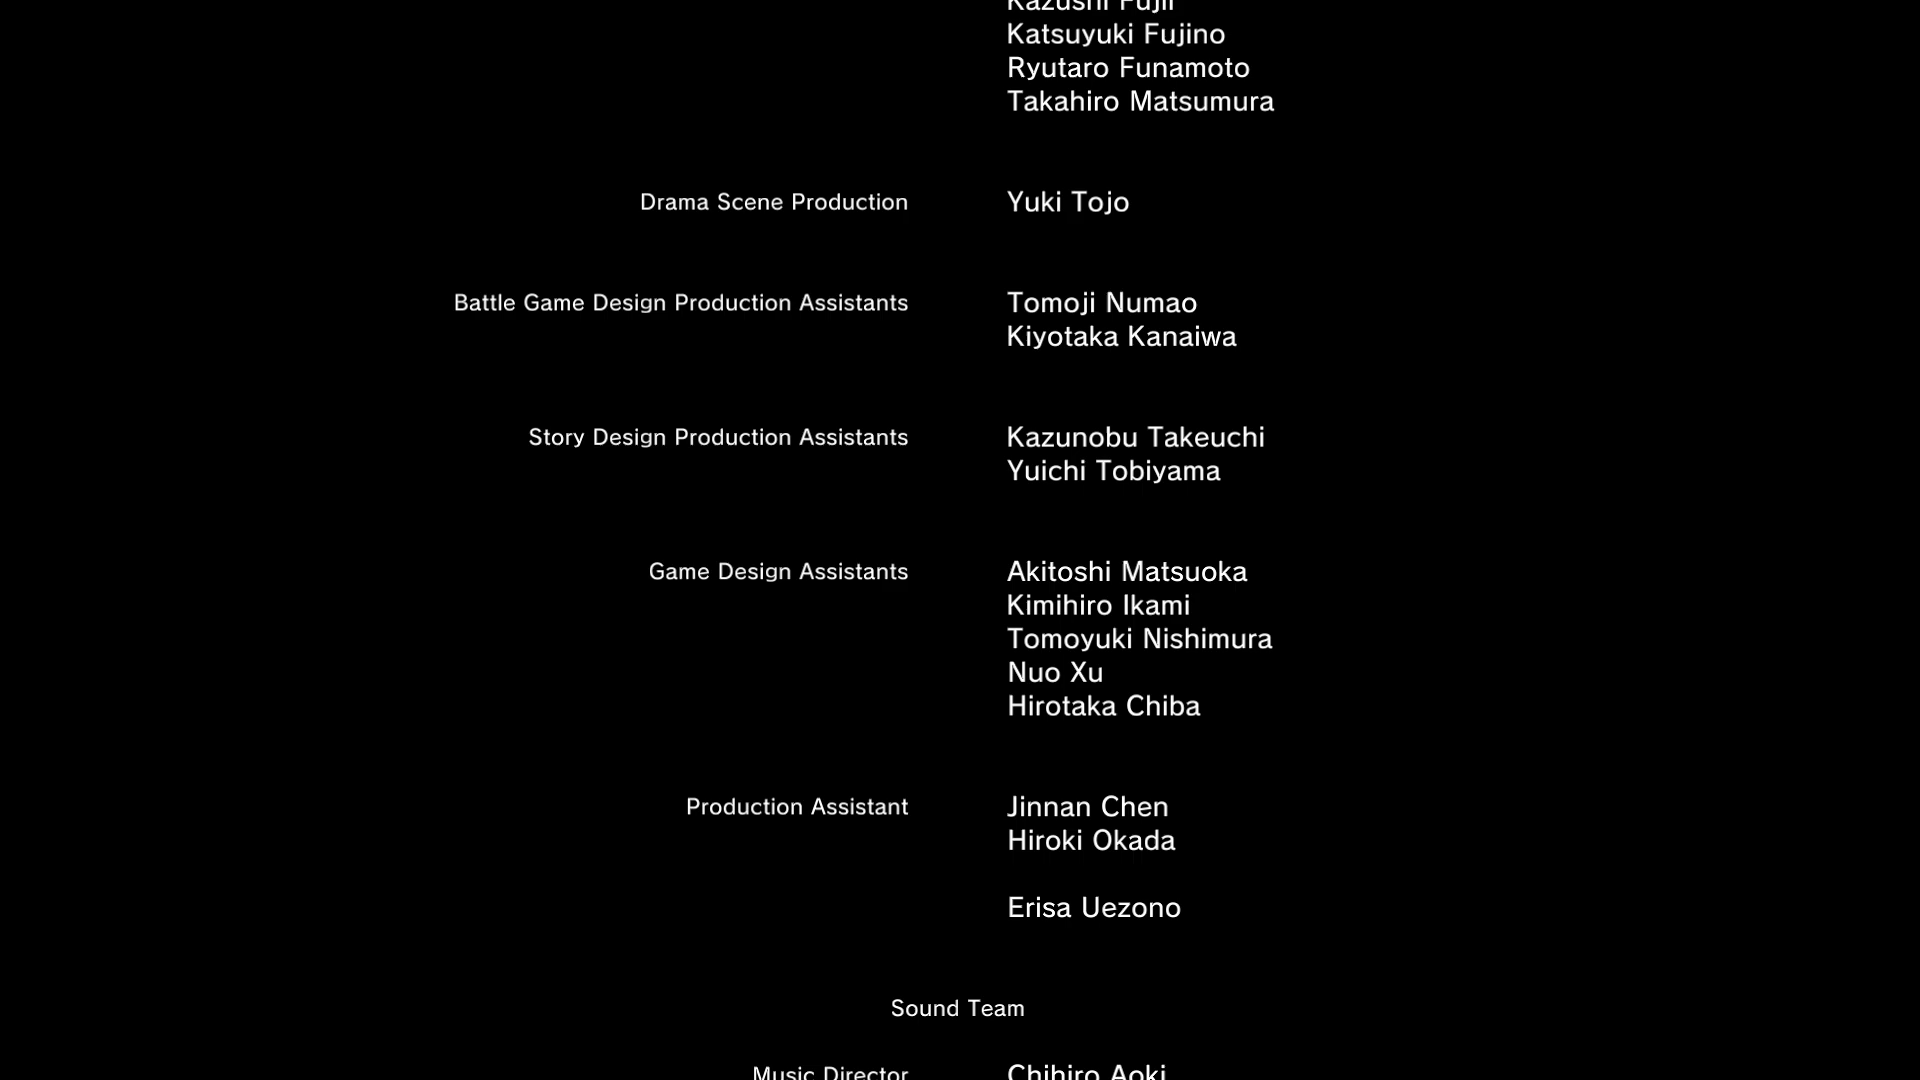 Kazushi Fujii
Katsuyuki Fujino
Ryutaro Funamoto
Takahiro Matsumura
Drama Scene Production Yuki Tojo
Battle Game Design Production Assistants Tomoji Numao
Kiyotaka Kanaiwa
Story Design Production Assistants Kazunobu Takeuchi
Yuichi Tobiyama
Game Design Assistants Akitoshi Matsuoka
Kimihiro Ikami
Tomoyuki Nishimura
Nuo Xu
Hirotaka Chiba
Production Assistant Jinnan Chen
Hiroki Okada
Erisa Uezono
Sound Team
Music Director Chihiro Aoki